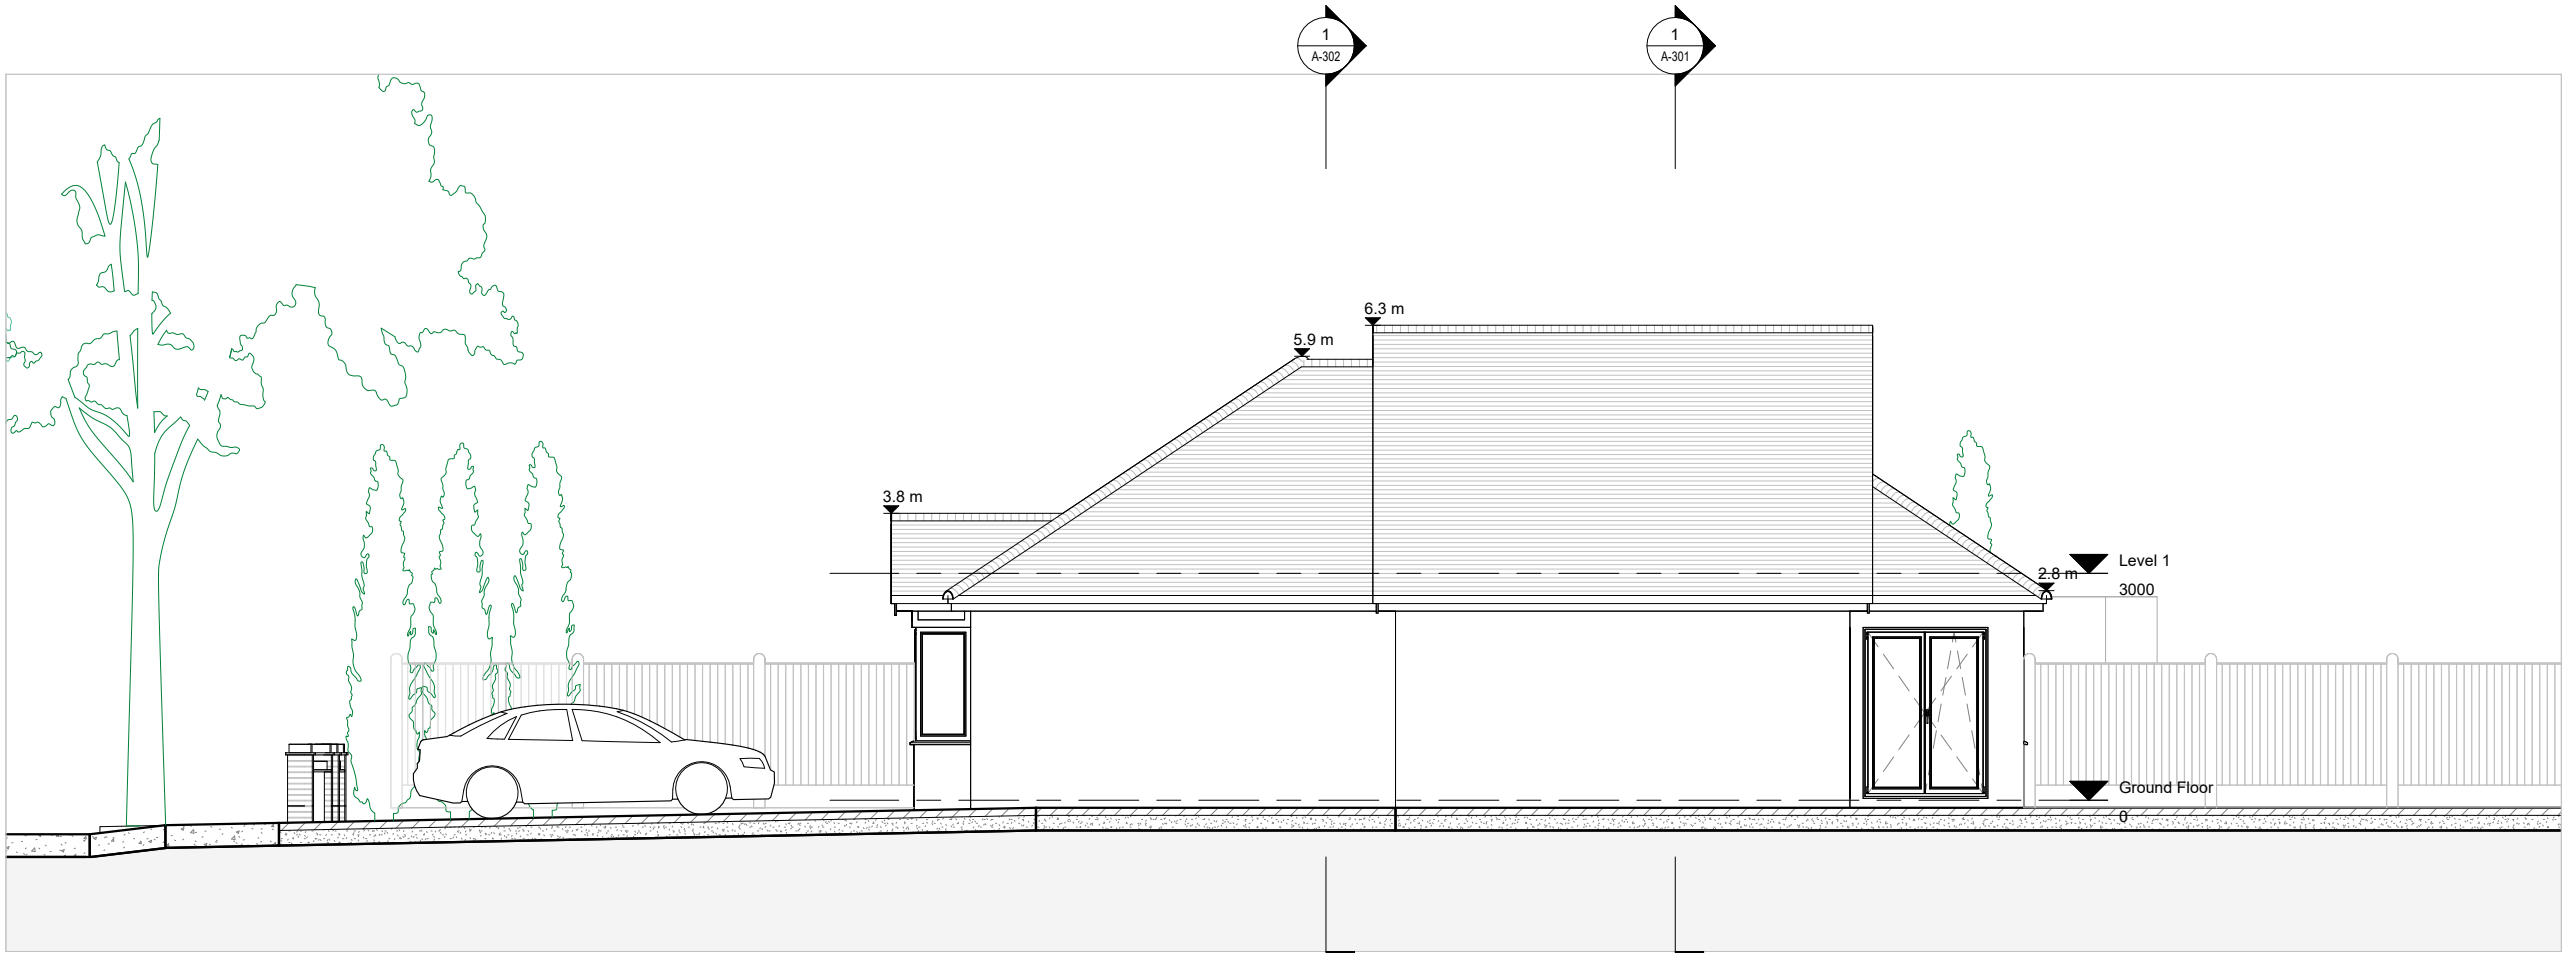 1
A-302
1
A-301
6.3 m
5.9 m
3.8 m
Level 1
2.8 m
3000
Ground Floor
0